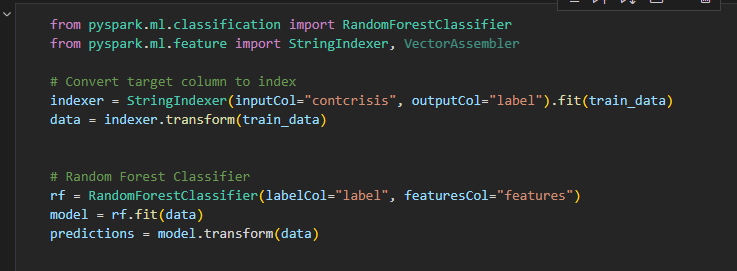 from pyspark.ml.classification import RandomForestClassifier
from pyspark.ml.feature import StringIndexer, VectorAssembler
# Convert target column to index
indexer = StringIndexer(inputCol="contcrisis", outputCol="label").fit(train_data)
data = indexer.transform(train_data)
# Random Forest Classifier
rf = RandomForestClassifier(labelCol="label", featuresCol="features")
model = rf.fit(data)
predictions = model.transform(data)